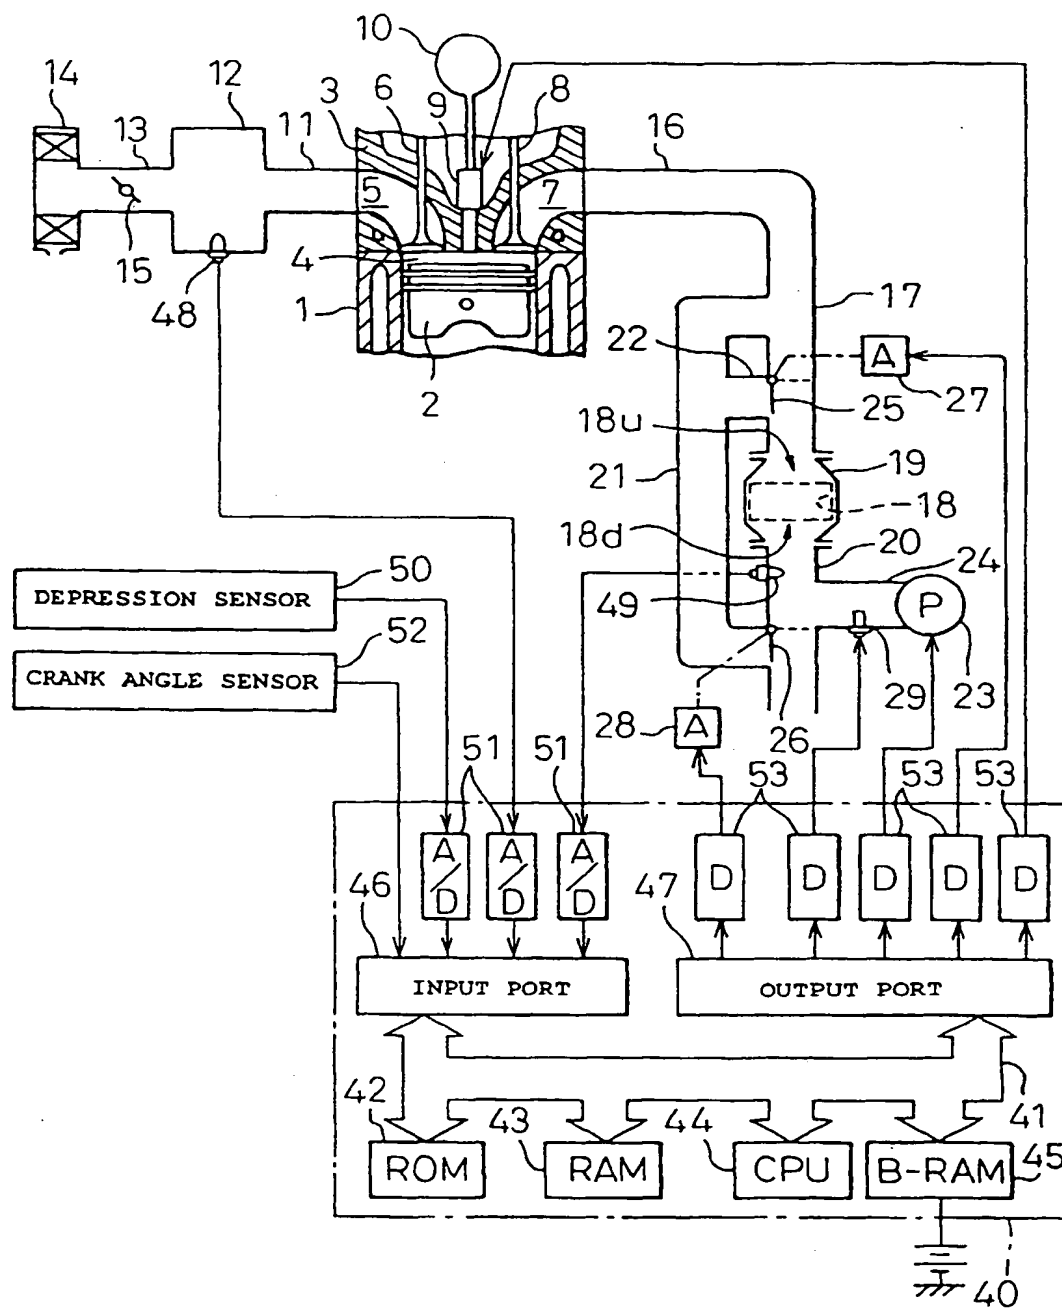 10
14
12
3
6
9
8
13
11
16
5
7
15
4
48
1
17
22
A
2
25
27
18u
21
19
18
18d
20
24
50
DEPRESSION SENSOR
49
P
52
CRANK ANGLE SENSOR
29
23
28
A
26
51
51
53
53
53
A/D
A/D
A/D
D
D
D
D
D
46
47
INPUT PORT
OUTPUT PORT
42
43
44
41
45
ROM
RAM
CPU
B-RAM
40